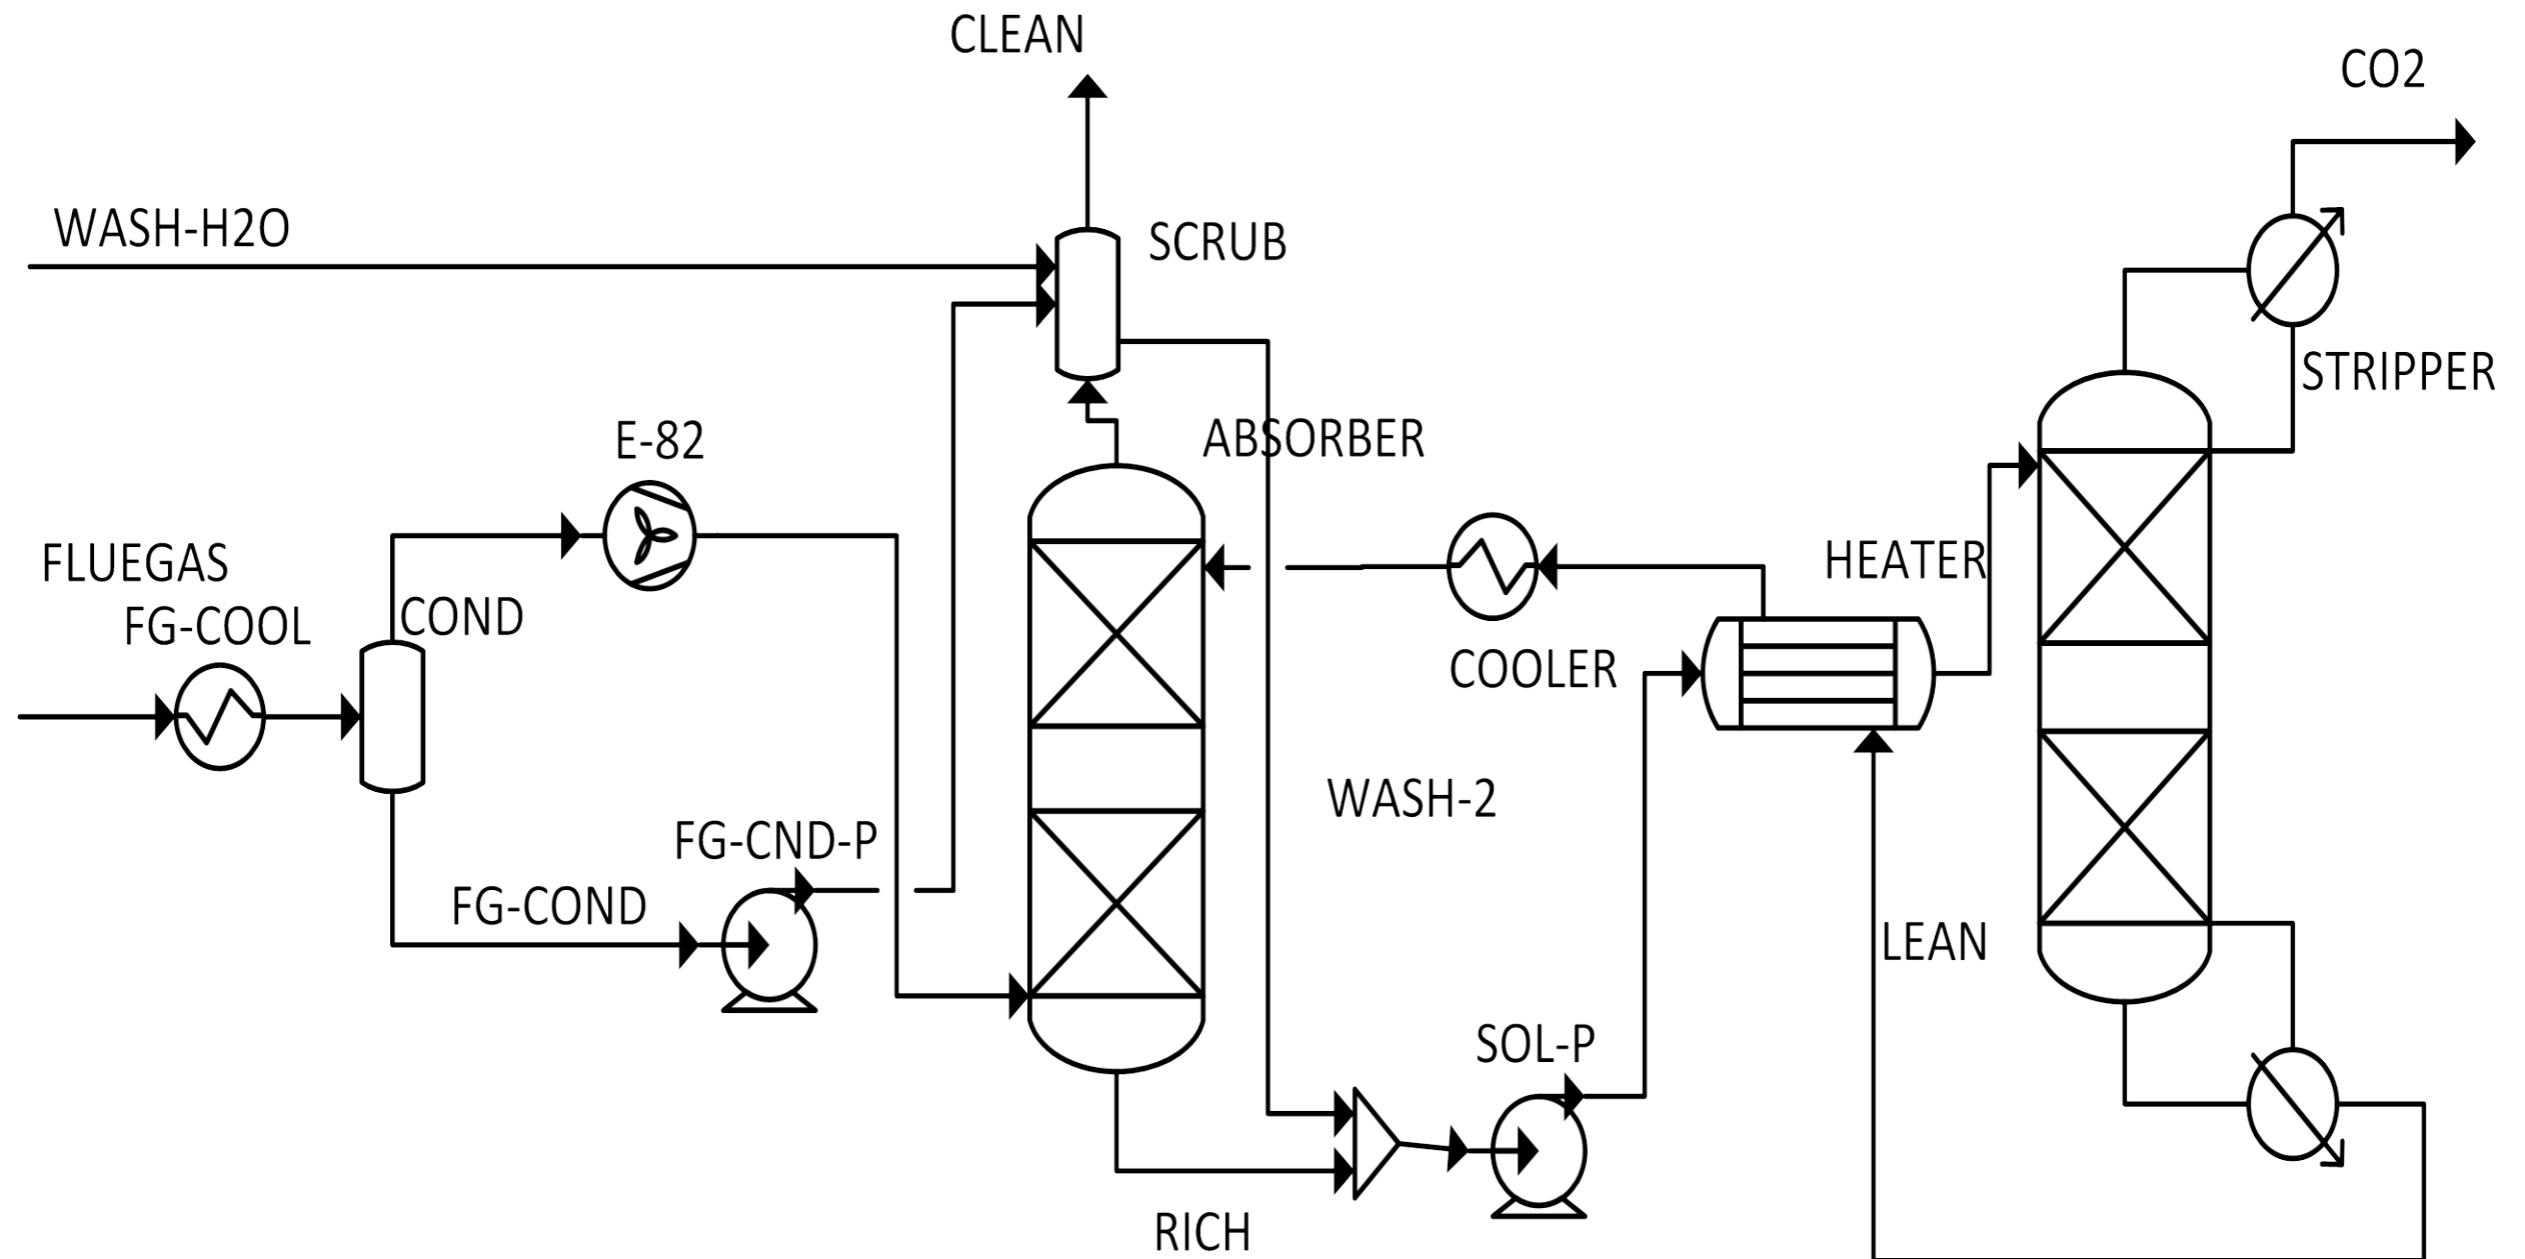 CLEAN
CO2
WASH-H2O
SCRUB
STRIPPER
E-82
ABSORBER
FLUEGAS
HEATER
FG-COOL
COND
COOLER
WASH-2
FG-CND-P
FG-COND
LEAN
SOL-P
RICH